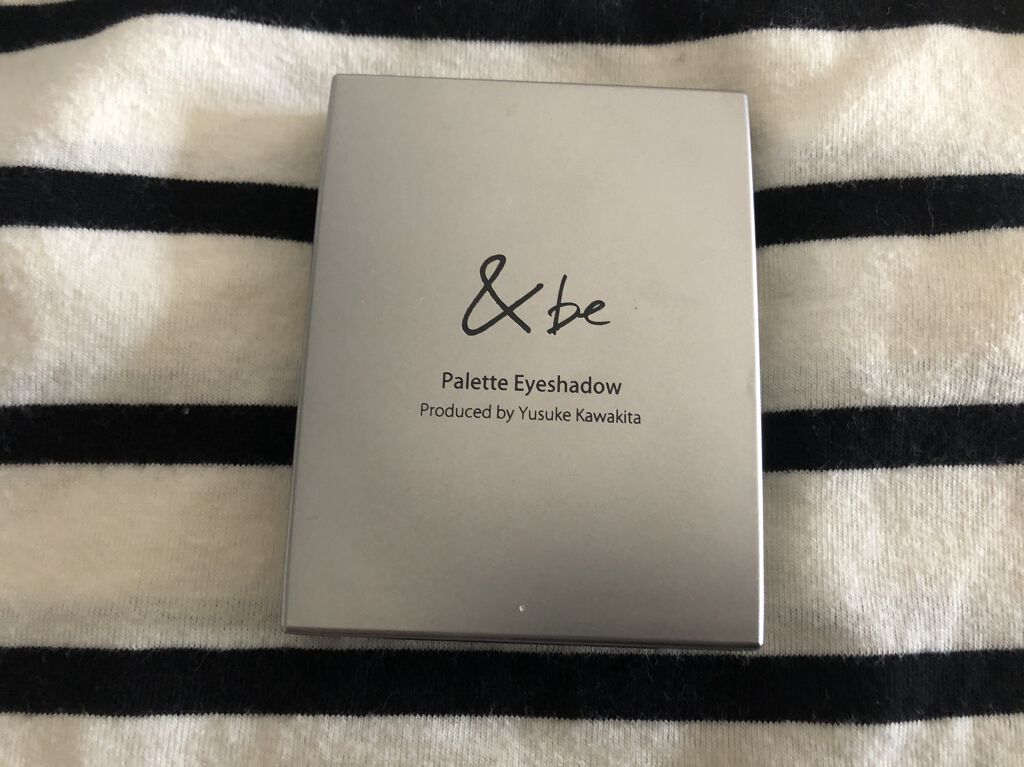 &be
Palette Eyeshadow
Produced by Yusuke Kawakita